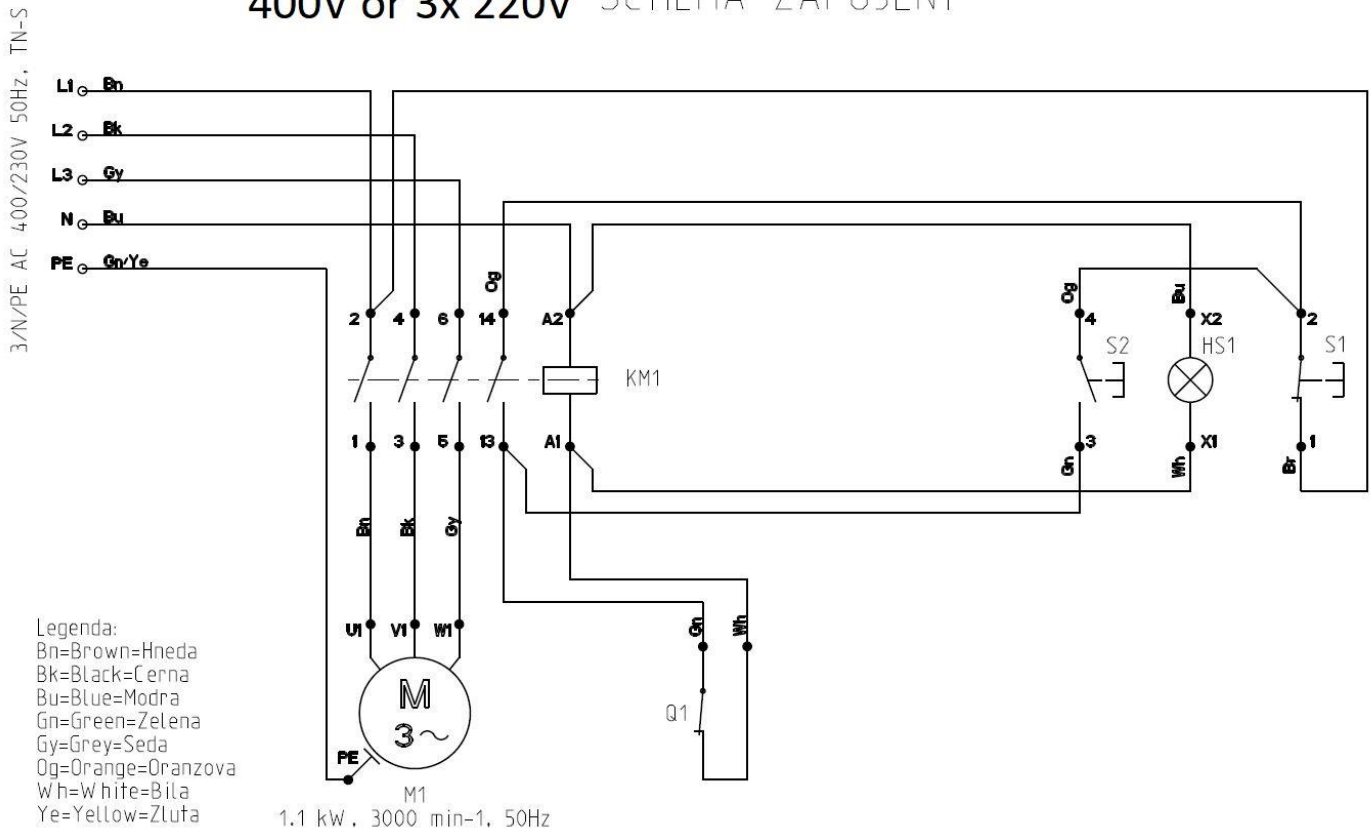 400V or 3x 220V SCHEMA ZAPOJENI
3/N/PE AC 400/230V 50Hz, TN-S
L1 Bn
L2 Bk
L3 Gy
N Bu
PE Gn/Ye
Og
Og
Bu
2 4 6 14 A2
4 X2 2
S2 HS1 S1
KM1
1 3 5 13 A1
3 X1 1
Gn Wh Br
Bn Bk Gy
U1 V1 W1
Gn Wh
M
3~
Q1
PE
M1
1.1 kW, 3000 min-1, 50Hz
Legenda:
Bn=Brown=Hneda
Bk=Black=Cerna
Bu=Blue=Modra
Gn=Green=Zelena
Gy=Grey=Seda
Og=Orange=Oranzova
Wh=White=Bila
Ye=Yellow=Zluta